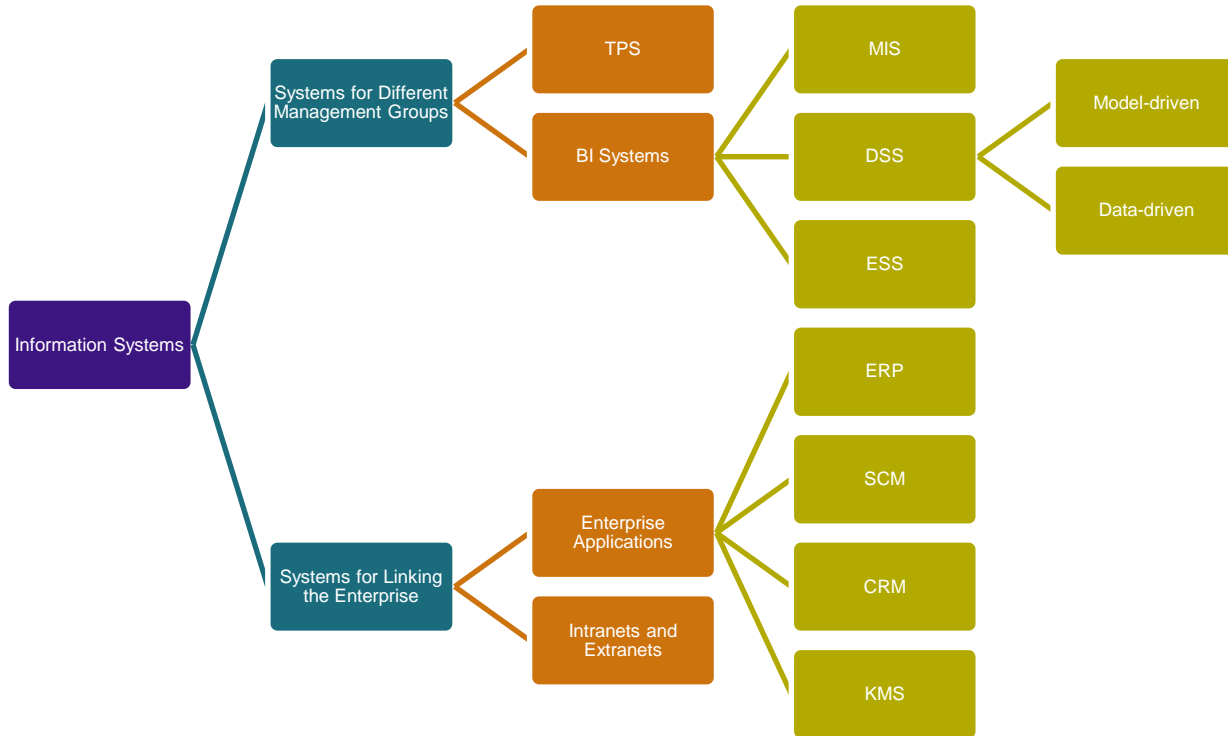 TPS
MIS
Systems for Different
Management Groups
Model-driven
BI Systems
DSS
Data-driven
ESS
Information Systems
ERP
SCM
Enterprise
Applications
Systems for Linking
the Enterprise
CRM
Intranets and
Extranets
KMS